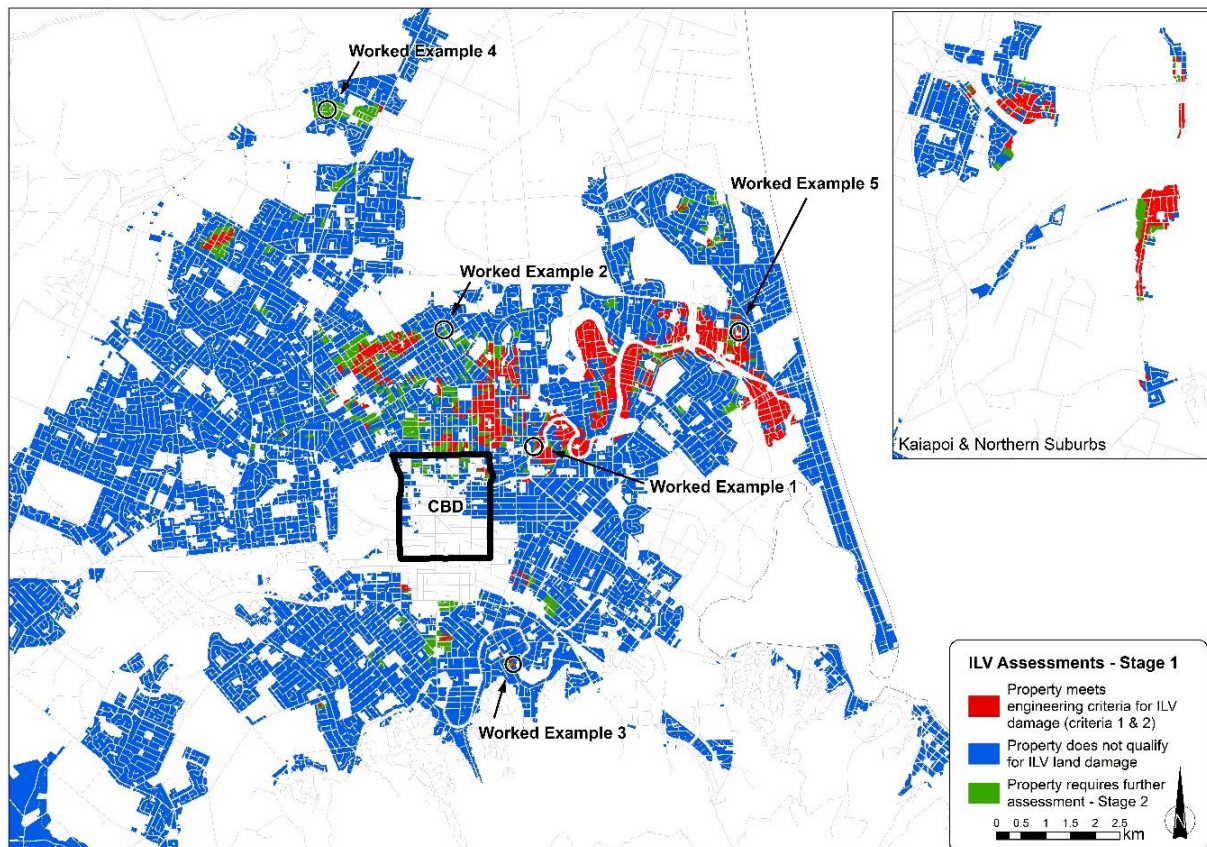 Worked Example 4
Worked Example 5
Worked Example 2
Worked Example 1
CBD
Worked Example 3
Kaiapoi & Northern Suburbs
ILV Assessments - Stage 1
Property meets
engineering criteria for ILV
damage (criteria 1 & 2)
Property does not qualify
for ILV land damage
Property requires further
assessment - Stage 2
0 0.5 1 1.5 2 2.5
km
N